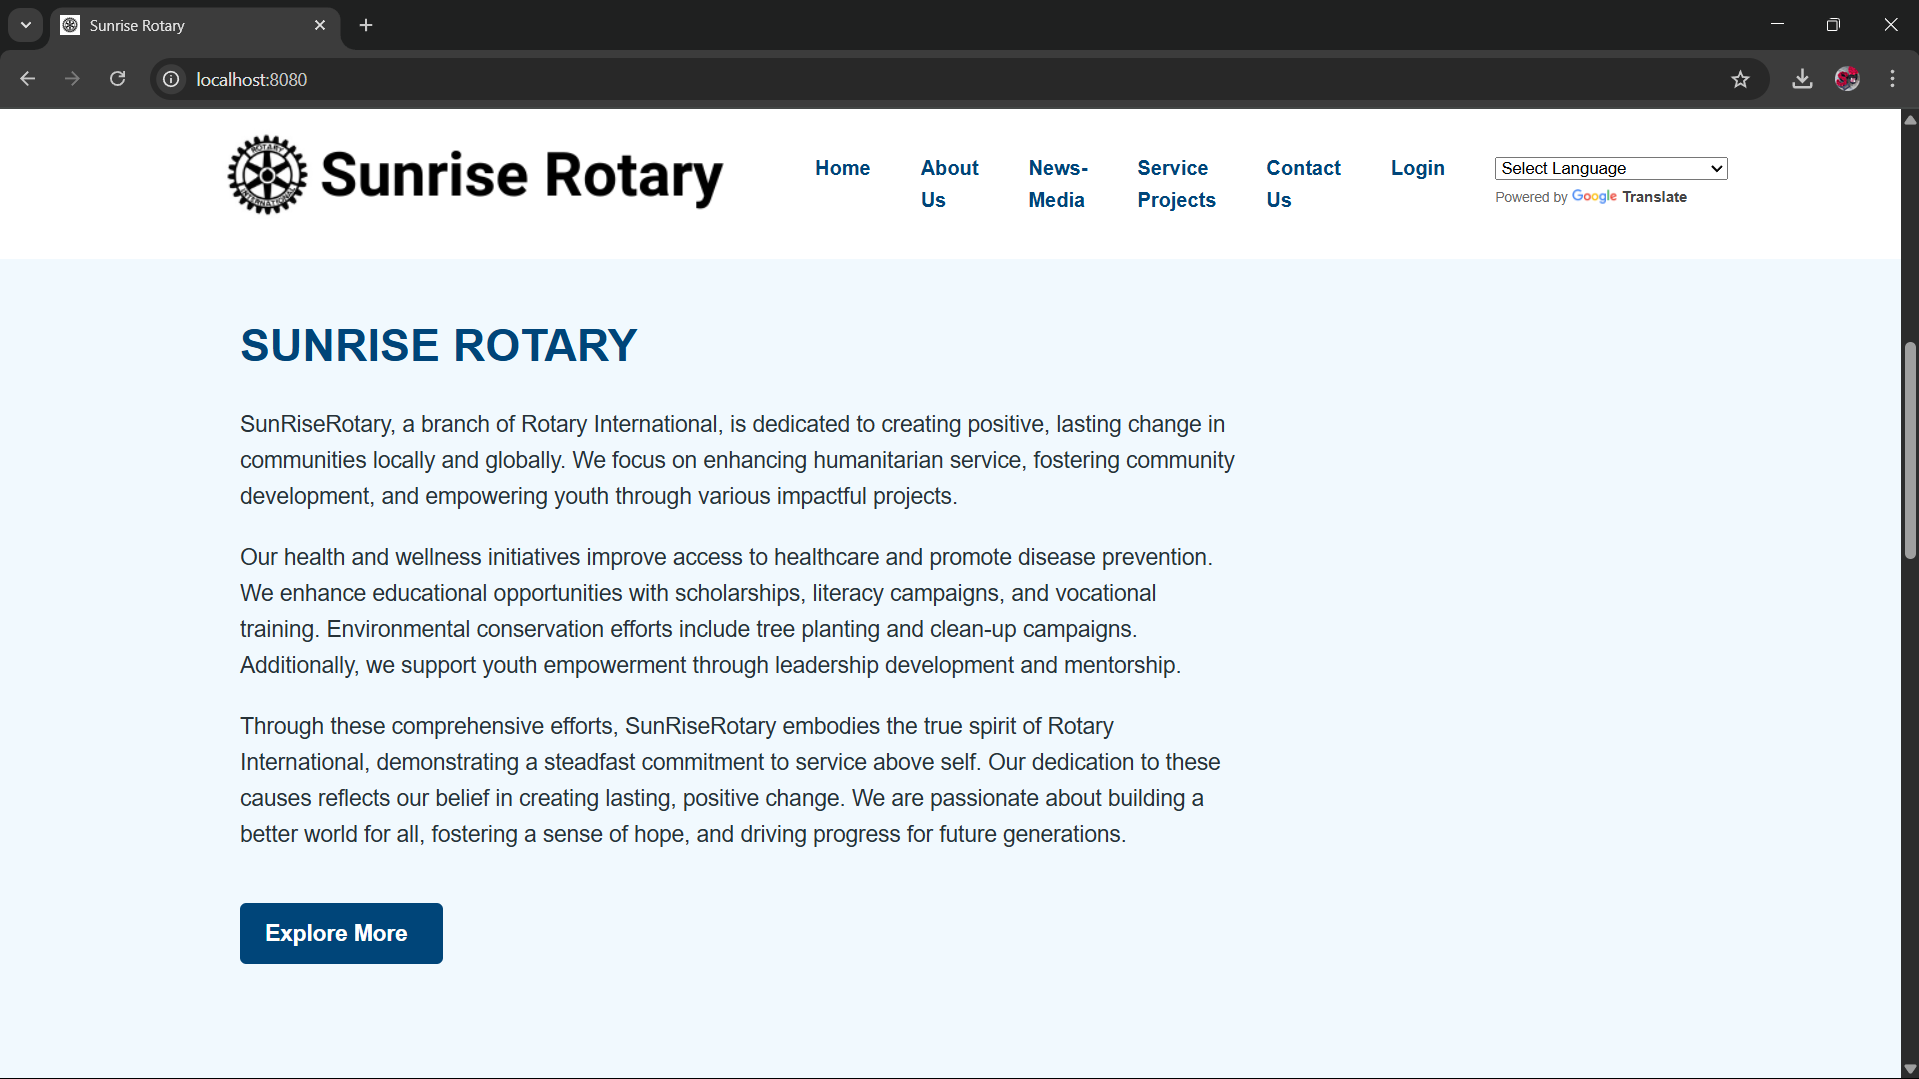 Sunrise Rotary
localhost:8080
ROTARY
INTERNATIONAL
Sunrise Rotary
Home
About
Us
News-
Media
Service
Projects
Contact
Us
Login
Select Language
Powered by Google Translate
SUNRISE ROTARY
SunRiseRotary, a branch of Rotary International, is dedicated to creating positive, lasting change in
communities locally and globally. We focus on enhancing humanitarian service, fostering community
development, and empowering youth through various impactful projects.
Our health and wellness initiatives improve access to healthcare and promote disease prevention.
We enhance educational opportunities with scholarships, literacy campaigns, and vocational
training. Environmental conservation efforts include tree planting and clean-up campaigns.
Additionally, we support youth empowerment through leadership development and mentorship.
Through these comprehensive efforts, SunRiseRotary embodies the true spirit of Rotary
International, demonstrating a steadfast commitment to service above self. Our dedication to these
causes reflects our belief in creating lasting, positive change. We are passionate about building a
better world for all, fostering a sense of hope, and driving progress for future generations.
Explore More